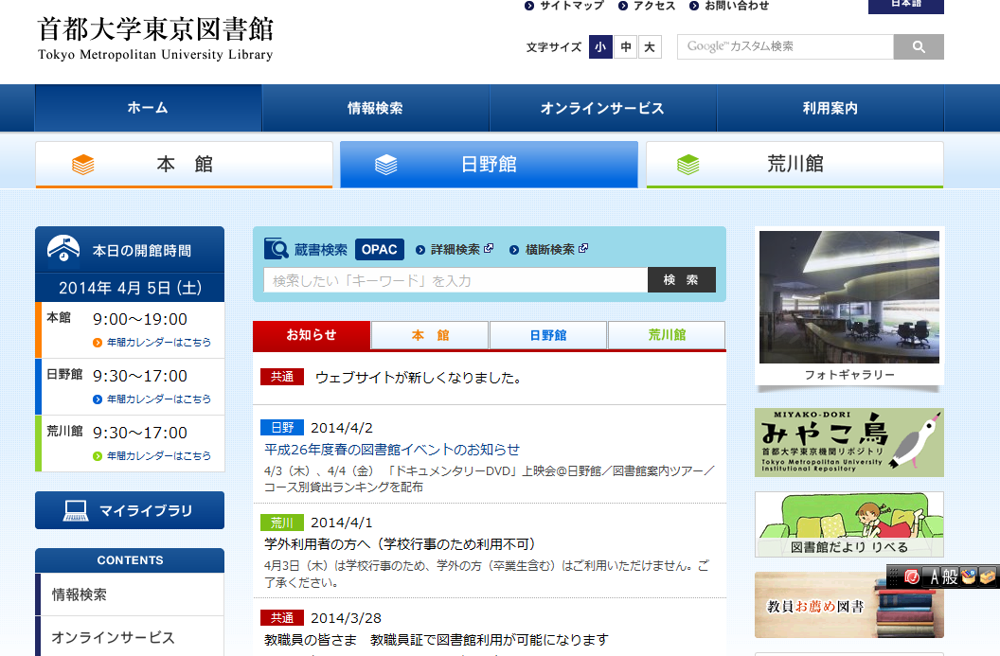 サイトマップ アクセス お問い合わせ 日本語
首都大学東京図書館
Tokyo Metropolitan University Library
文字サイズ 小 中 大 Google™カスタム検索
ホーム 情報検索 オンラインサービス 利用案内
本 館 日野館 荒川館
本日の開館時間
2014年 4月 5日 (土)
本館 9:00～19:00
年間カレンダーはこちら
日野館 9:30～17:00
年間カレンダーはこちら
荒川館 9:30～17:00
年間カレンダーはこちら
マイライブラリ
CONTENTS
情報検索
オンラインサービス
蔵書検索 OPAC 詳細検索 横断検索
検索したい「キーワード」を入力 検 索
お知らせ 本 館 日野館 荒川館
共通 ウェブサイトが新しくなりました。
日野 2014/4/2
平成26年度春の図書館イベントのお知らせ
4/3（木）、4/4（金） 「ドキュメンタリーDVD」上映会@日野館／図書館案内ツアー／
コース別貸出ランキングを配布
荒川 2014/4/1
学外利用者の方へ（学校行事のため利用不可）
4月3日（木）は学校行事のため、学外の方（卒業生含む）はご利用いただけません。ご
了承ください。
共通 2014/3/28
教職員の皆さま 教職員証で図書館利用が可能になります
フォトギャラリー
MIYAKO-DORI
みやこ鳥
首都大学東京機関リポジトリ
Tokyo Metropolitan University
Institutional Repository
図書館だより りべる
A 般
教員お薦め図書